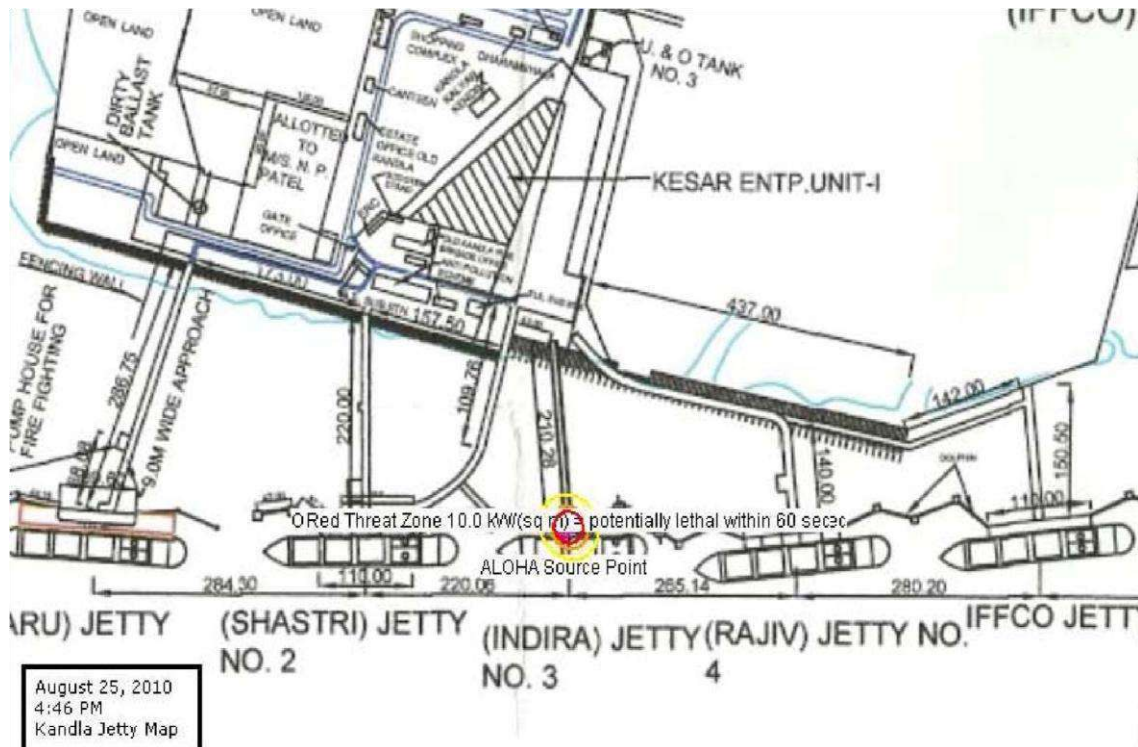 (IFFCO)
OPEN LAND
OPEN LAND
SHOPPING
COMPLEX
DHARAMSHALA
U. & O TANK
NO. 3
KANDLA
KALYAN
KENDRA
CANTEEN
DIRTY
BALLAST
TANK
ALLOTTED
TO
M/S. N. P.
PATEL
ESTATE
OFFICE OLD
KANDLA
OPEN LAND
KESAR ENTP.UNIT-I
GATE
OFFICE
FENCING WALL
157.50
437.00
PUMP HOUSE FOR
FIRE FIGHTING
286.75
9.0M WIDE APPROACH
220.00
109.76
210.28
142.00
140.00
DOLPHIN
150.50
110.00
Red Threat Zone 10.0 kW/(sq m) = potentially lethal within 60 sec
ALOHA Source Point
284.30
110.00
220.06
265.14
280.20
ARU) JETTY
(SHASTRI) JETTY
NO. 2
(INDIRA) JETTY
NO. 3
(RAJIV) JETTY NO.
4
IFFCO JETT
August 25, 2010
4:46 PM
Kandla Jetty Map